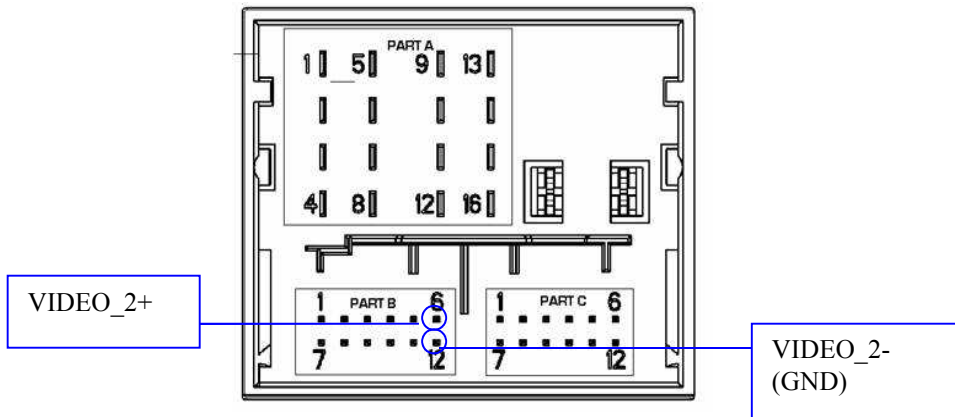 PART A
1 5 9 13
4 8 12 16
VIDEO_2+
1 PART B 6
7 12
1 PART C 6
7 12
VIDEO_2-
(GND)